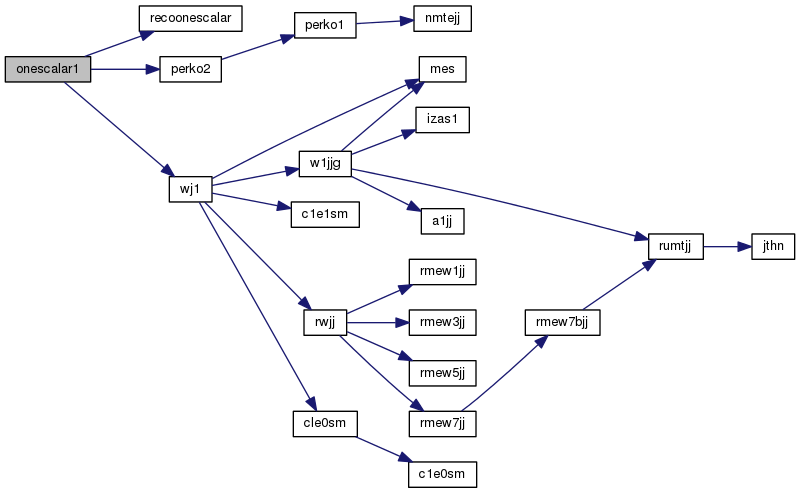 recoonescalar
nmtejj
perko1
onescalar1
perko2
mes
izas1
w1jjg
wj1
c1e1sm
a1jj
rumtjj
jthn
rmew1jj
rwjj
rmew3jj
rmew7bjj
rmew5jj
cle0sm
rmew7jj
c1e0sm